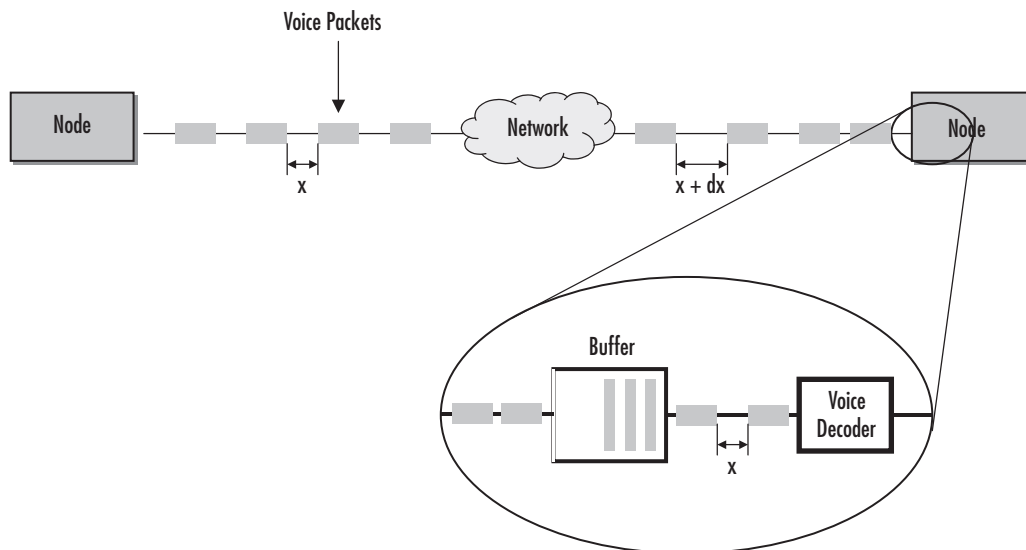 Voice Packets
Node
Network
Node
x
x + dx
Buffer
Voice
Decoder
x